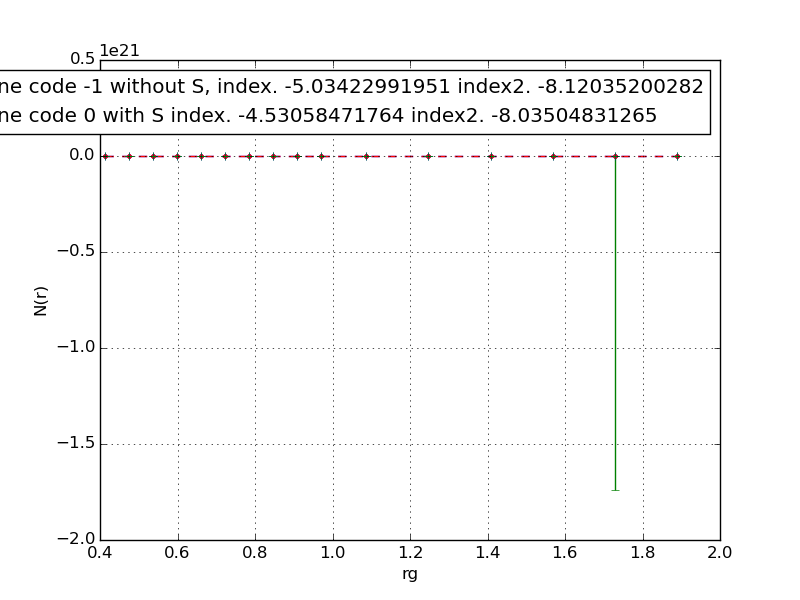 1e21
0.5
ne code -1 without S, index. -5.03422991951 index2. -8.12035200282
ne code 0 with S index. -4.53058471764 index2. -8.03504831265
0.0
−0.5
N(r)
−1.0
−1.5
−2.0
0.4 0.6 0.8 1.0 1.2 1.4 1.6 1.8 2.0
rg